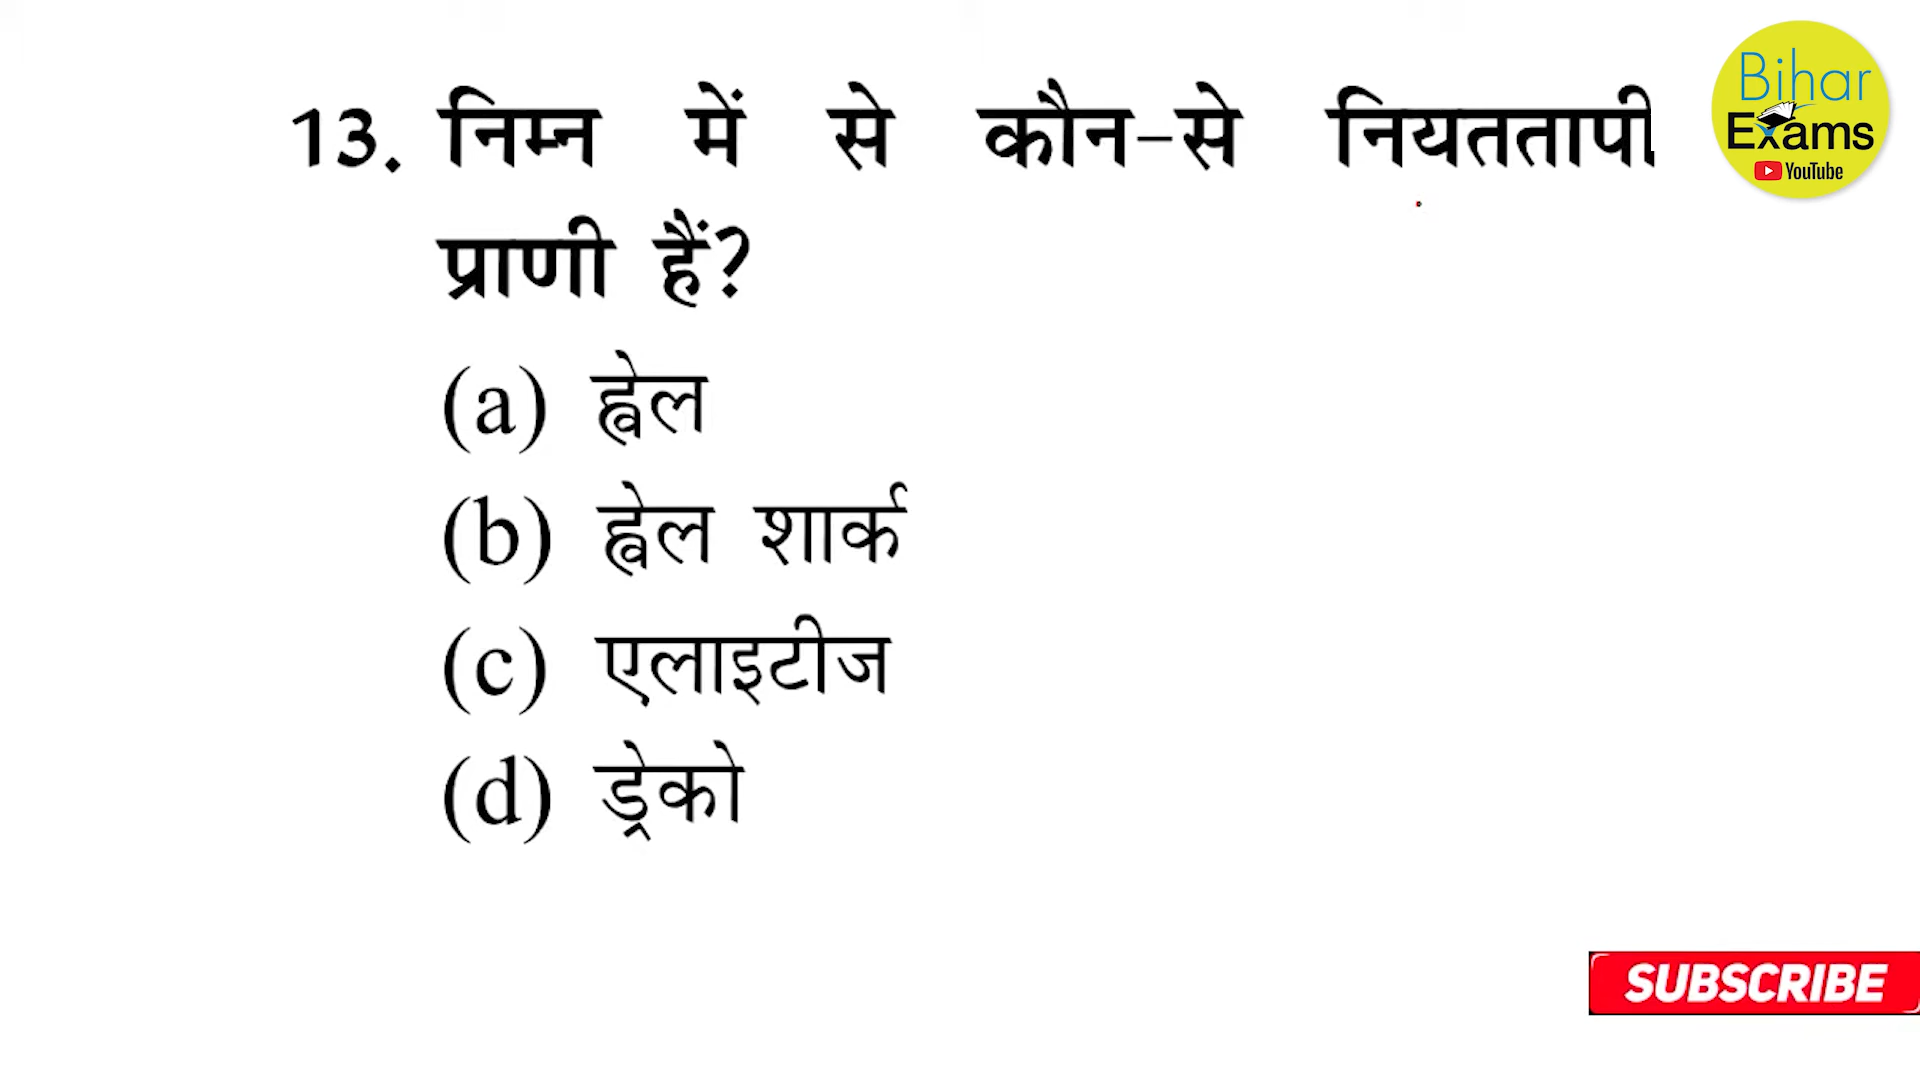 Bihar
Exams
YouTube
13. निम्न में से कौन-से नियततापी
प्राणी हैं?
(a) ह्वेल
(b) ह्वेल शार्क
(c) एलाइटीज
(d) ड्रेको
SUBSCRIBE